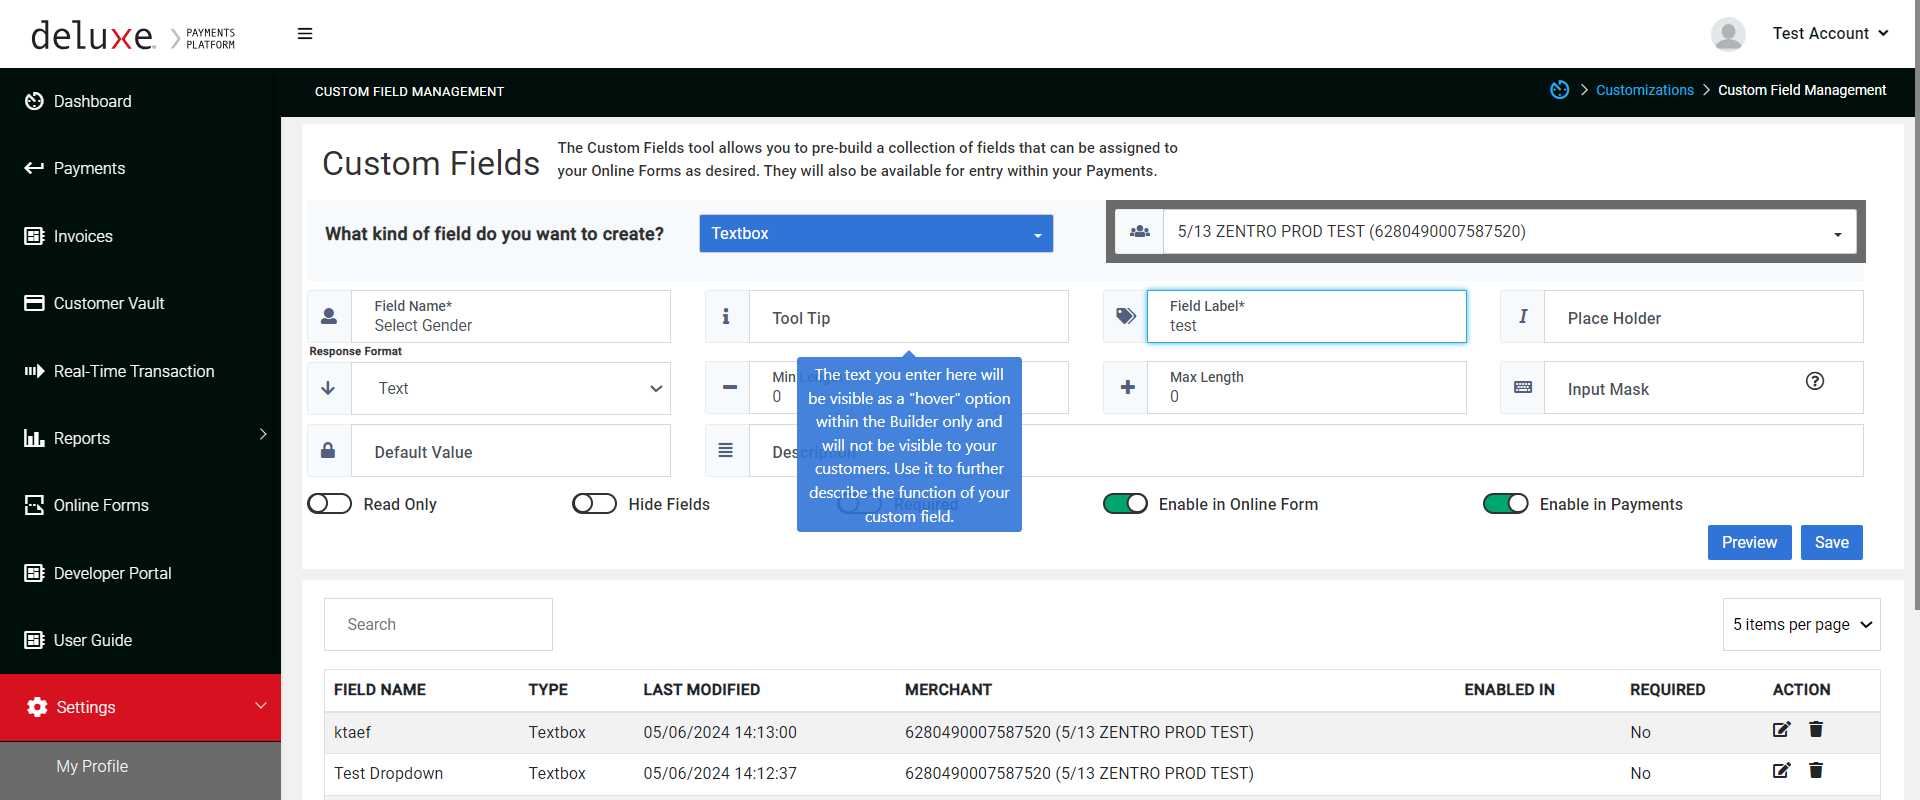 deluxe. PAYMENTS PLATFORM
Test Account
Dashboard
Payments
Invoices
Customer Vault
Real-Time Transaction
Reports
Online Forms
Developer Portal
User Guide
Settings
My Profile
CUSTOM FIELD MANAGEMENT
Customizations > Custom Field Management
Custom Fields
The Custom Fields tool allows you to pre-build a collection of fields that can be assigned to
your Online Forms as desired. They will also be available for entry within your Payments.
What kind of field do you want to create?
Textbox
5/13 ZENTRO PROD TEST (6280490007587520)
Field Name*
Select Gender
Tool Tip
Field Label*
test
Place Holder
Response Format
Text
Min Length
0
Max Length
0
Input Mask
Default Value
Description
The text you enter here will
be visible as a "hover" option
within the Builder only and
will not be visible to your
customers. Use it to further
describe the function of your
custom field.
Read Only
Hide Fields
Required
Enable in Online Form
Enable in Payments
Preview
Save
Search
5 items per page
FIELD NAME TYPE LAST MODIFIED MERCHANT ENABLED IN REQUIRED ACTION
ktaef Textbox 05/06/2024 14:13:00 6280490007587520 (5/13 ZENTRO PROD TEST) No
Test Dropdown Textbox 05/06/2024 14:12:37 6280490007587520 (5/13 ZENTRO PROD TEST) No